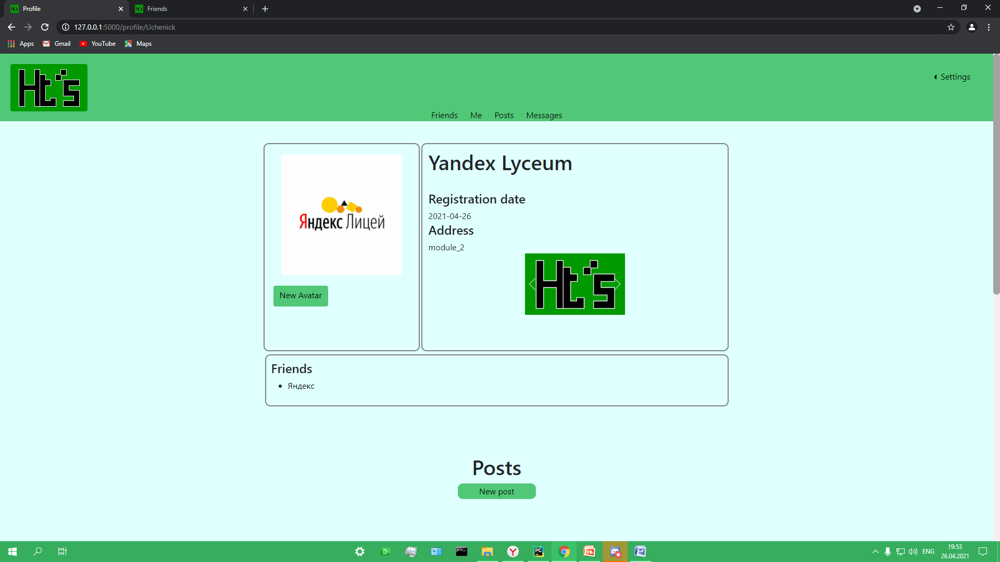 Profile
Friends
127.0.0.1:5000/profile/Uchenick
Apps
Gmail
YouTube
Maps
Ht's
Settings
Friends
Me
Posts
Messages
Яндекс Лицей
New Avatar
Yandex Lyceum
Registration date
2021-04-26
Address
module_2
Ht's
Friends
Яндекс
Posts
New post
ENG
19:53
26.04.2021